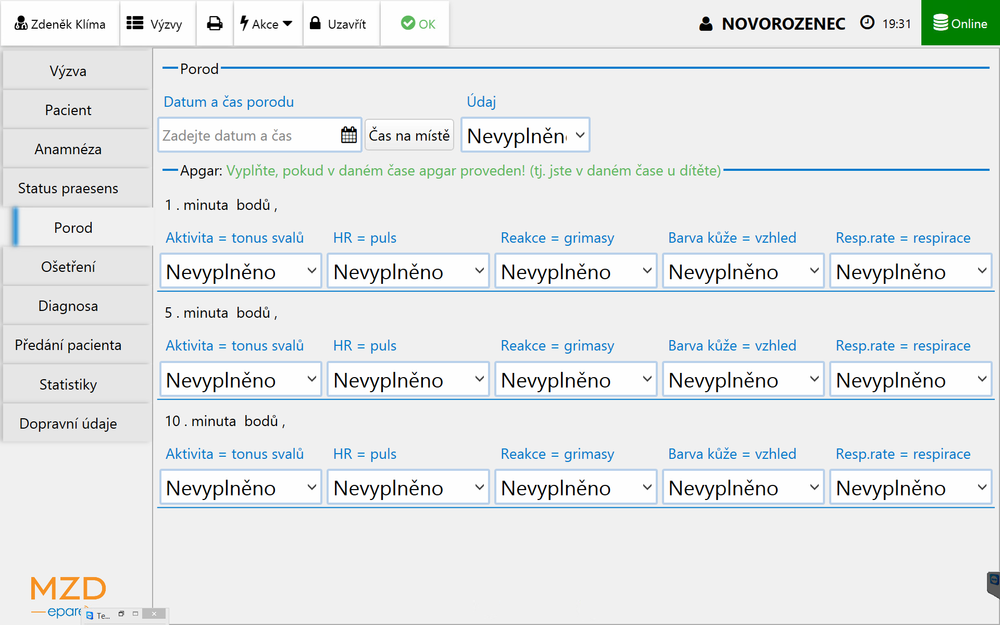 Zdeněk Klíma Výzvy Akce Uzavřít OK NOVOROZENEC 19:31 Online
Výzva
Pacient
Anamnéza
Status praesens
Porod
Ošetření
Diagnosa
Předání pacienta
Statistiky
Dopravní údaje
Porod
Datum a čas porodu Údaj
Zadejte datum a čas Čas na místě Nevyplněn
Apgar: Vyplňte, pokud v daném čase apgar proveden! (tj. jste v daném čase u dítěte)
1 . minuta bodů ,
Aktivita = tonus svalů HR = puls Reakce = grimasy Barva kůže = vzhled Resp.rate = respirace
Nevyplněno Nevyplněno Nevyplněno Nevyplněno Nevyplněno
5 . minuta bodů ,
Aktivita = tonus svalů HR = puls Reakce = grimasy Barva kůže = vzhled Resp.rate = respirace
Nevyplněno Nevyplněno Nevyplněno Nevyplněno Nevyplněno
10 . minuta bodů ,
Aktivita = tonus svalů HR = puls Reakce = grimasy Barva kůže = vzhled Resp.rate = respirace
Nevyplněno Nevyplněno Nevyplněno Nevyplněno Nevyplněno
MZD
epare
Te...